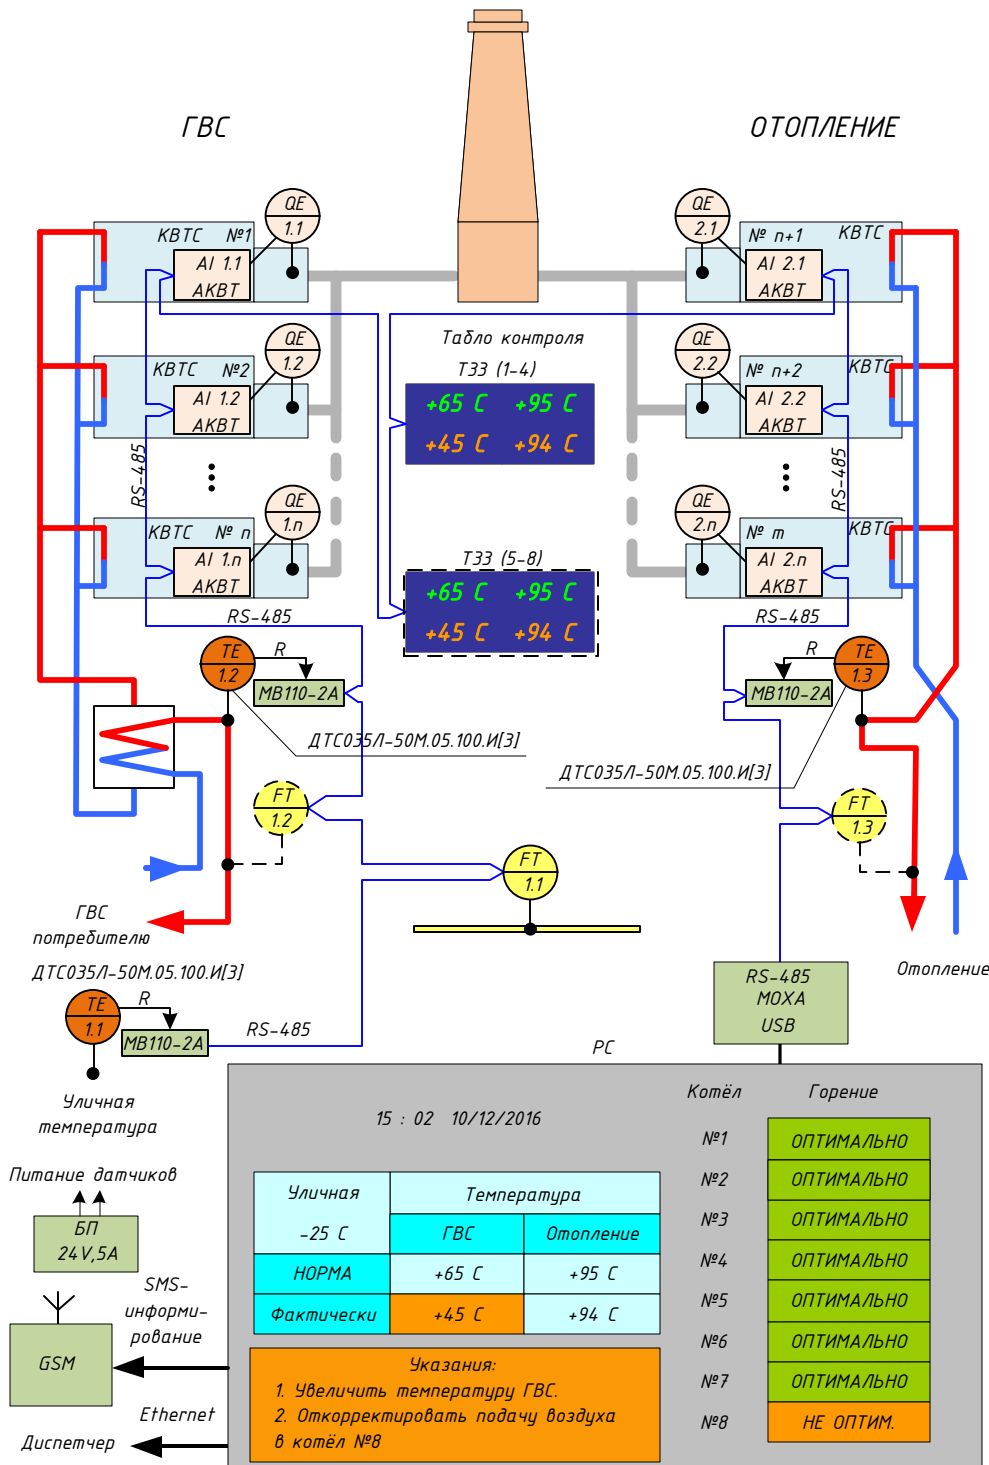 ГВС
ОТОПЛЕНИЕ
QE
1.1
QE
2.1
КВТС №1
№ n+1 КВТС
AI 1.1
АКВТ
AI 2.1
АКВТ
Табло контроля
ТЗЗ (1-4)
QE
1.2
QE
2.2
КВТС №2
№ n+2 КВТС
AI 1.2
АКВТ
AI 2.2
АКВТ
+65 С +95 С
+45 С +94 С
RS-485
RS-485
QE
1.n
QE
2.n
КВТС № n
№ m КВТС
AI 1.n
АКВТ
AI 2.n
АКВТ
ТЗЗ (5-8)
+65 С +95 С
+45 С +94 С
RS-485
RS-485
TE
1.2
R
МВ110-2А
R
TE
1.3
МВ110-2А
ДТС035Л-50М.05.100.И[3]
ДТС035Л-50М.05.100.И[3]
FT
1.2
FT
1.3
FT
1.1
ГВС
потребителю
Отопление
ДТС035Л-50М.05.100.И[3]
TE
1.1
R
МВ110-2А
RS-485
RS-485
MOXA
USB
PC
Уличная
температура
Питание датчиков
БП
24V,5A
SMS-
информи-
рование
GSM
Ethernet
Диспетчер
15 : 02 10/12/2016
Котёл Горение
Уличная
-25 С
Температура
ГВС Отопление
НОРМА +65 С +95 С
Фактически +45 С +94 С
№1 ОПТИМАЛЬНО
№2 ОПТИМАЛЬНО
№3 ОПТИМАЛЬНО
№4 ОПТИМАЛЬНО
№5 ОПТИМАЛЬНО
№6 ОПТИМАЛЬНО
№7 ОПТИМАЛЬНО
№8 НЕ ОПТИМ.
Указания:
1. Увеличить температуру ГВС.
2. Откорректировать подачу воздуха
в котёл №8